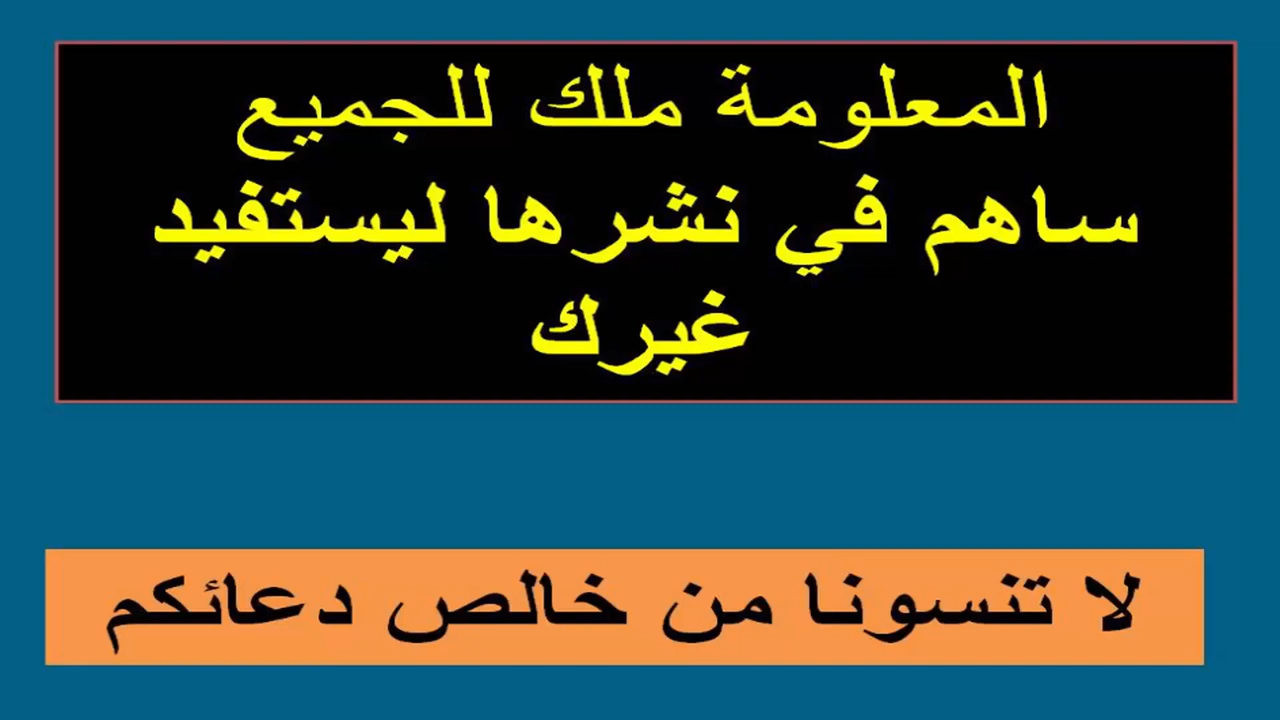 المعلومة ملك للجميع
ساهم في نشرها ليستفيد
غيرك
لا تنسونا من خالص دعائكم